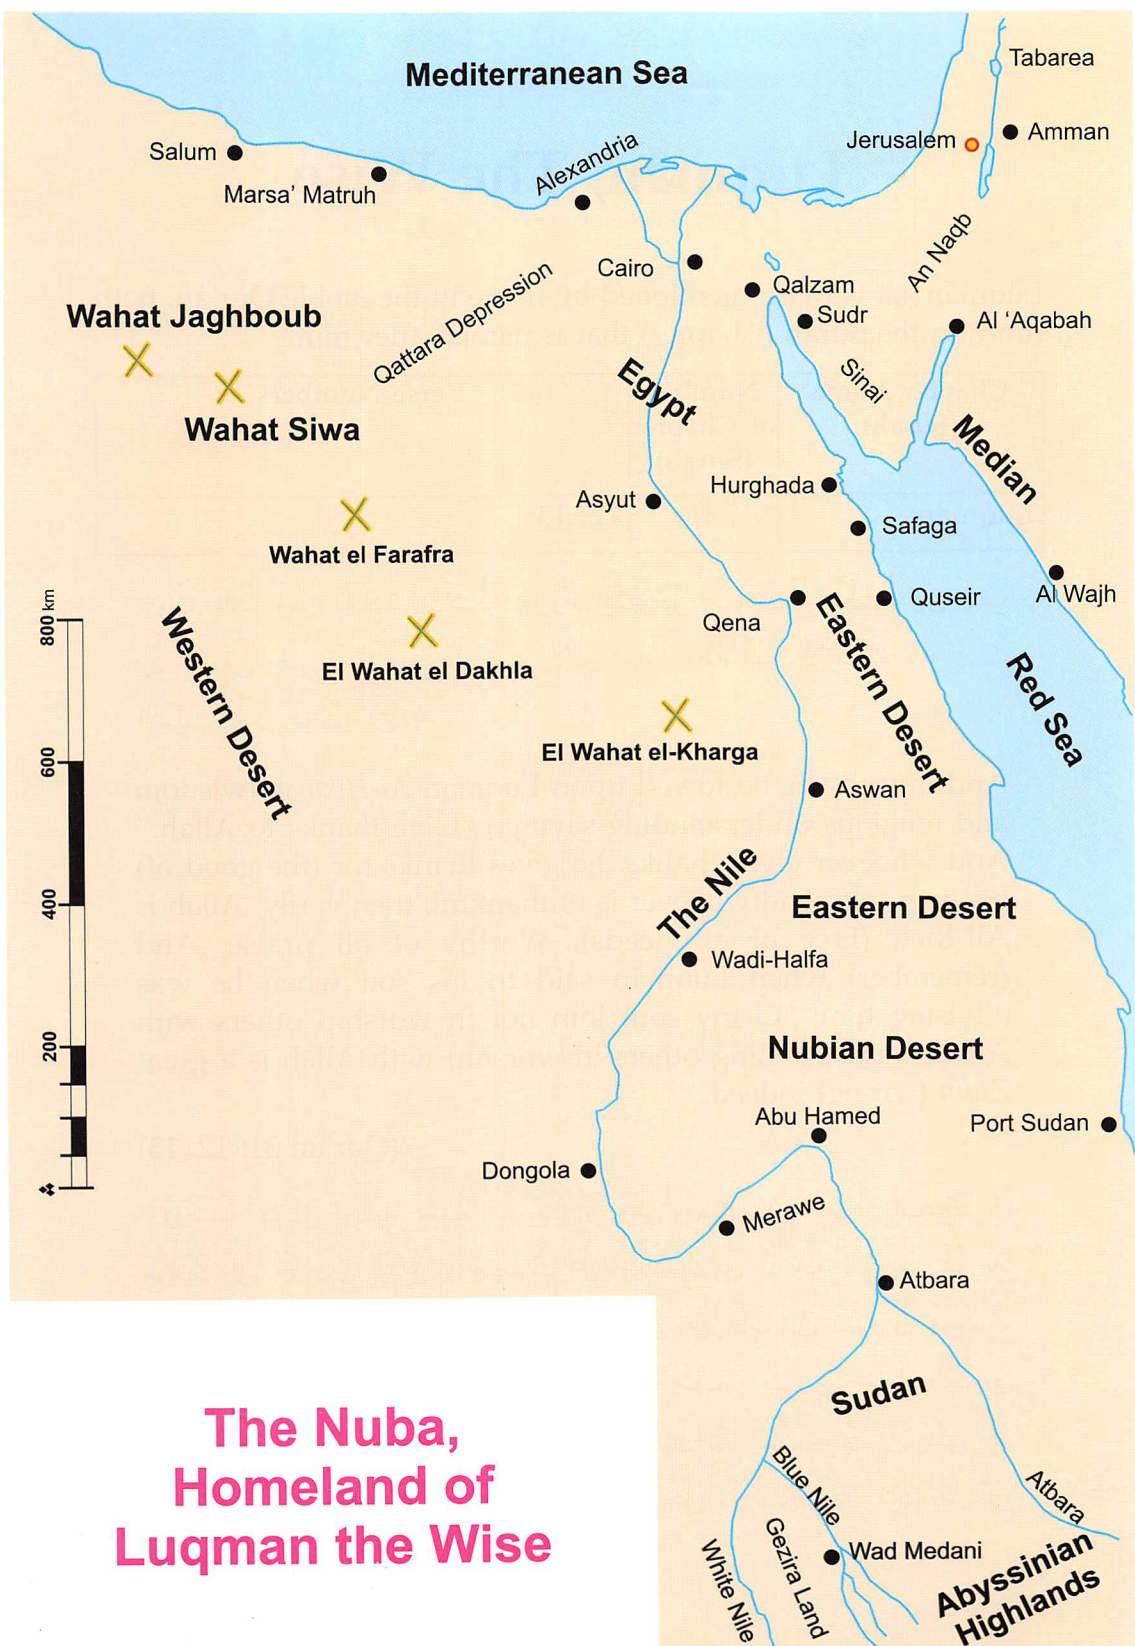 Mediterranean Sea
Tabarea
Jerusalem
Amman
Salum
Marsa’ Matruh
Alexandria
An Naqb
Cairo
Qalzam
Sudr
Al ‘Aqabah
Qattara Depression
Wahat Jaghboub
Wahat Siwa
Egypt
Sinai
Median
Asyut
Hurghada
Safaga
Wahat el Farafra
Quseir
Al Wajh
Qena
Eastern Desert
Red Sea
Western Desert
El Wahat el Dakhla
El Wahat el-Kharga
Aswan
800 km
600
400
200
The Nile
Eastern Desert
Wadi-Halfa
Nubian Desert
Abu Hamed
Port Sudan
Dongola
Merawe
Atbara
Sudan
Blue Nile
Atbara
Gezira Land
Wad Medani
White Nile
Abyssinian
Highlands
The Nuba,
Homeland of
Luqman the Wise